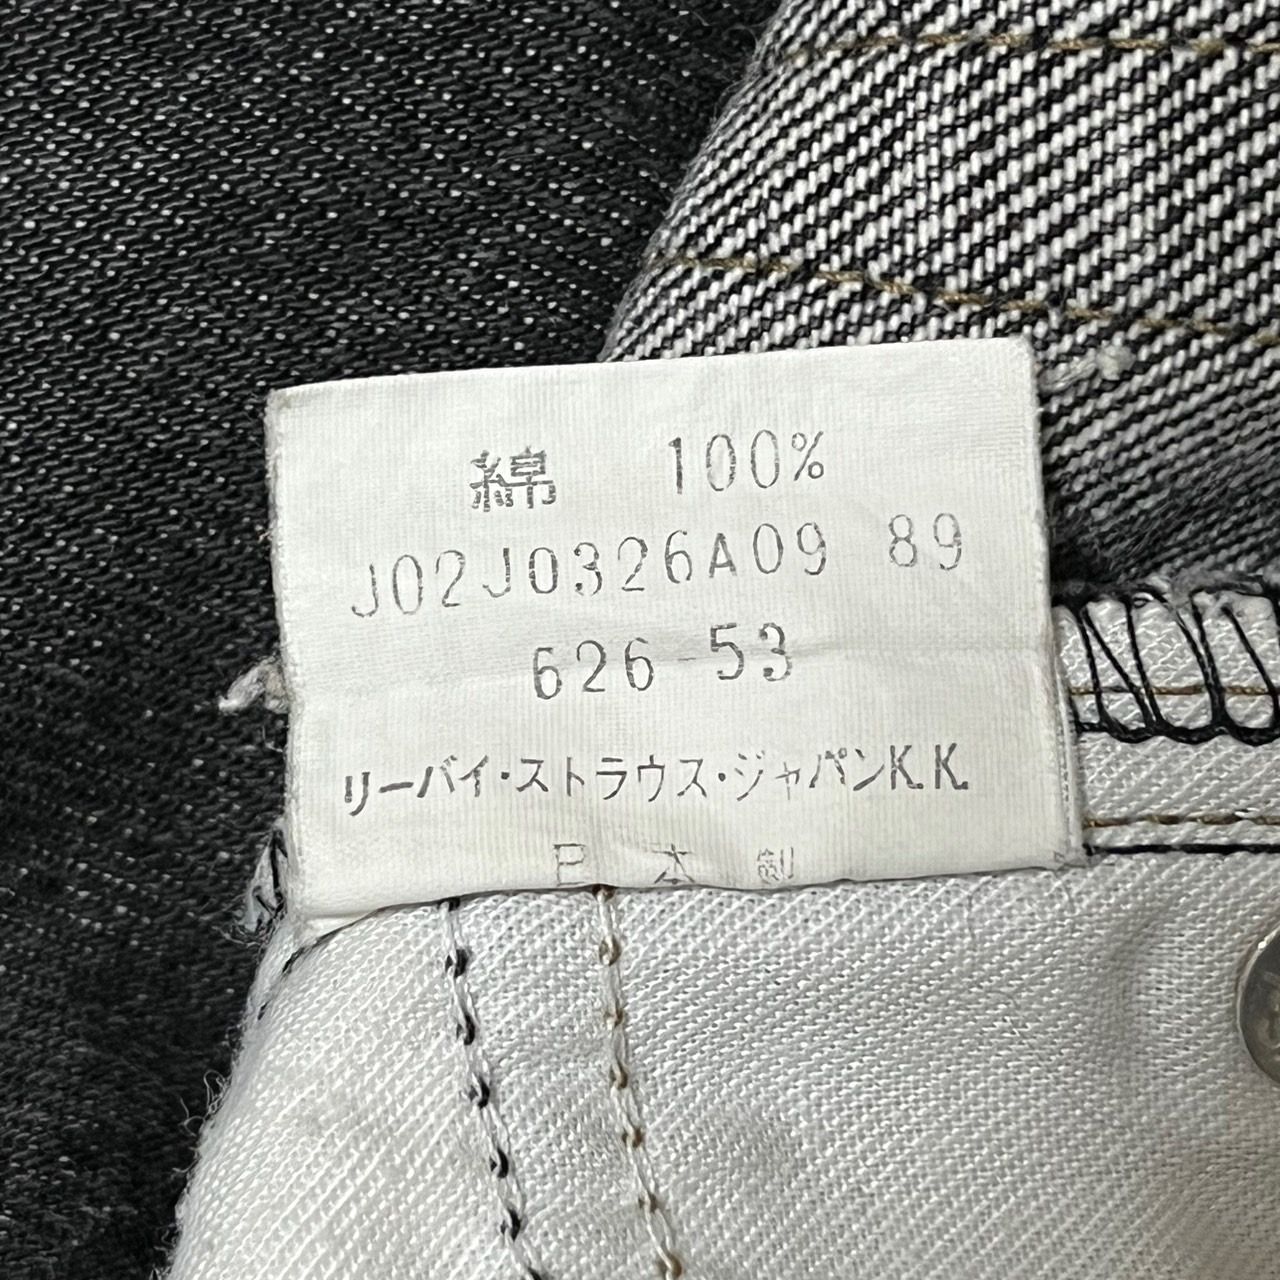 綿 100%
J02J0326A09 89
626-53
リーバイ・ストラウス・ジャパンK.K
日本製